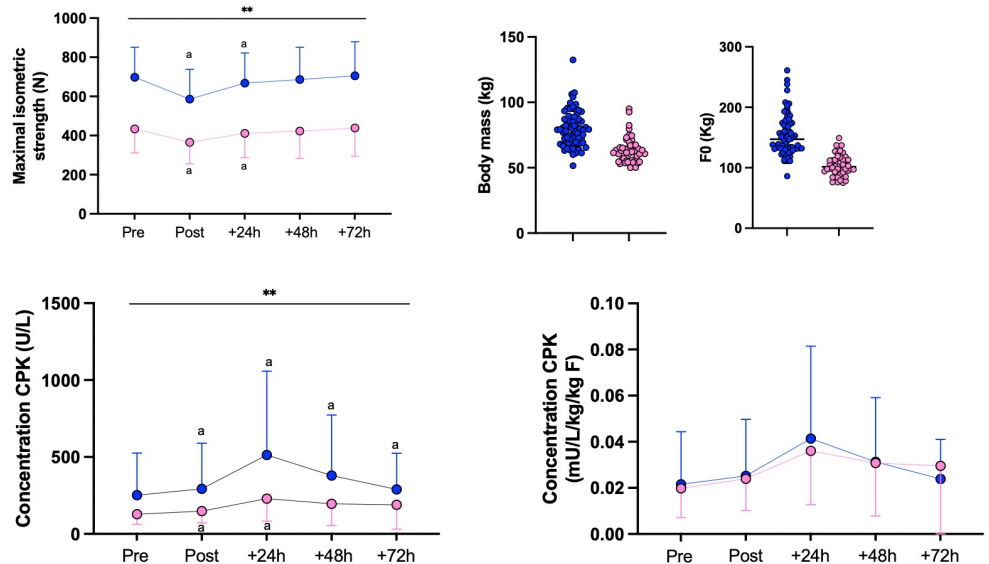 Maximal isometric
strength (N)
1000
800
600
400
200
0
**
a
a
a
a
Pre Post +24h +48h +72h
Body mass (kg)
150
100
50
0
F0 (Kg)
300
200
100
0
Concentration CPK (U/L)
1500
1000
500
0
**
a
a
a
a
a
a
Pre Post +24h +48h +72h
Concentration CPK
(mU/L/kg/kg F)
0.10
0.08
0.06
0.04
0.02
0.00
Pre Post +24h +48h +72h